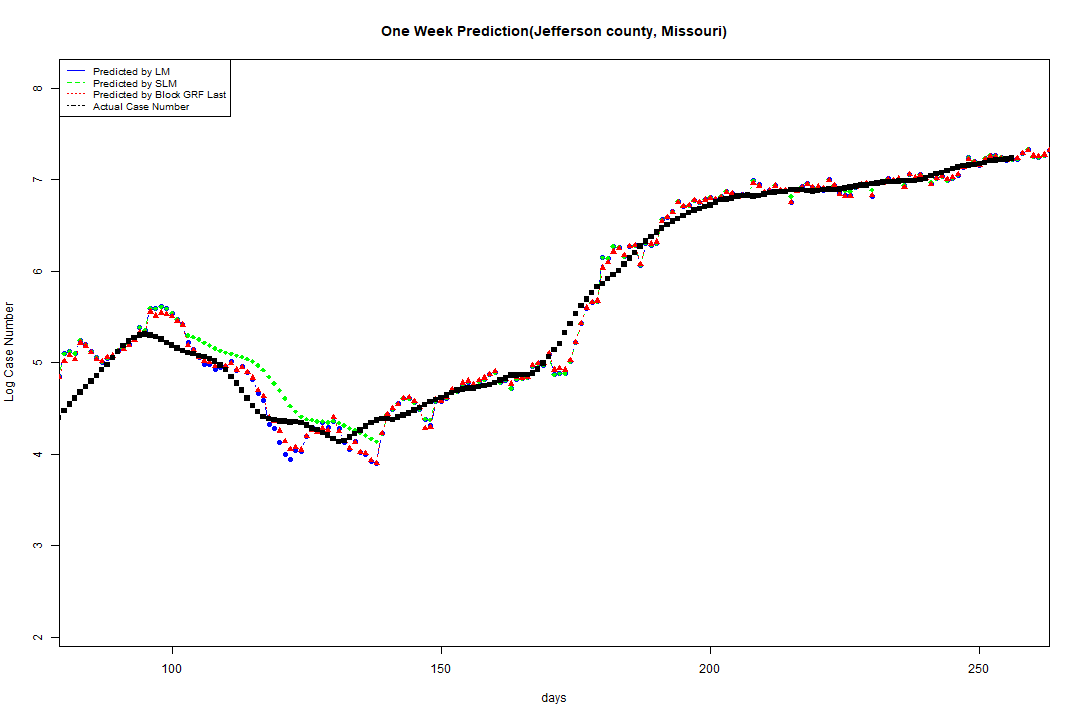 One Week Prediction(Jefferson county, Missouri)
Predicted by LM
Predicted by SLM
Predicted by Block GRF Last
Actual Case Number
8
7
6
5
4
3
2
Log Case Number
100 150 200 250
days